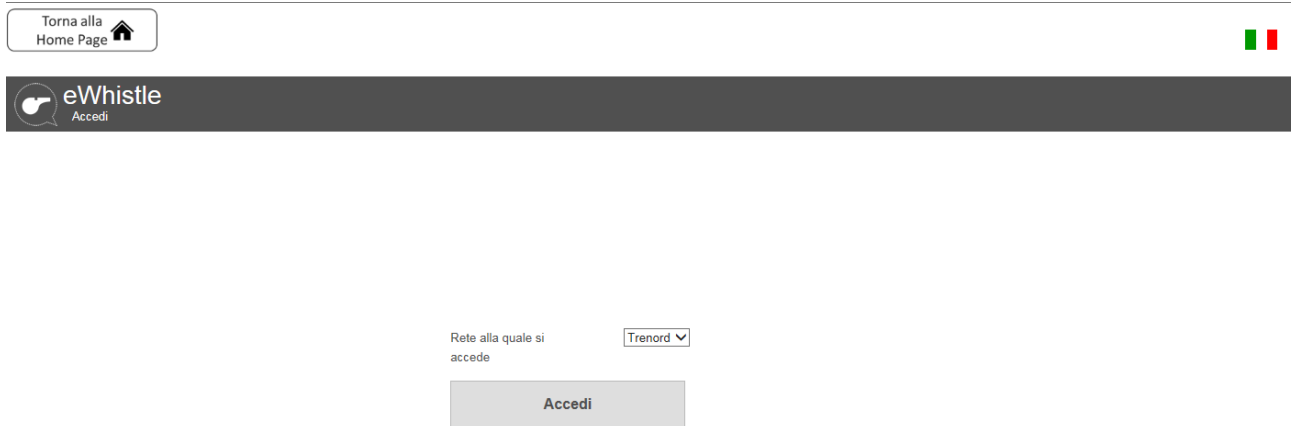 Torna alla
Home Page
eWhistle
Accedi
Rete alla quale si
accede
Trenord
Accedi